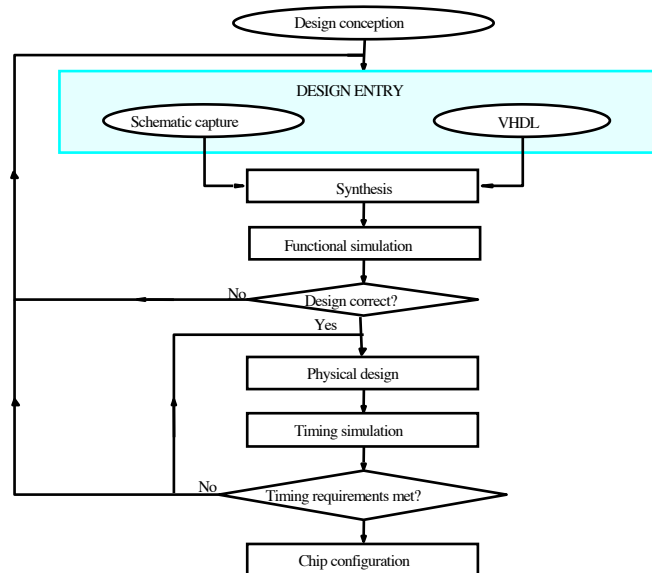 Design conception
DESIGN ENTRY
Schematic capture
VHDL
Synthesis
Functional simulation
No
Design correct?
Yes
Physical design
Timing simulation
No
Timing requirements met?
Chip configuration